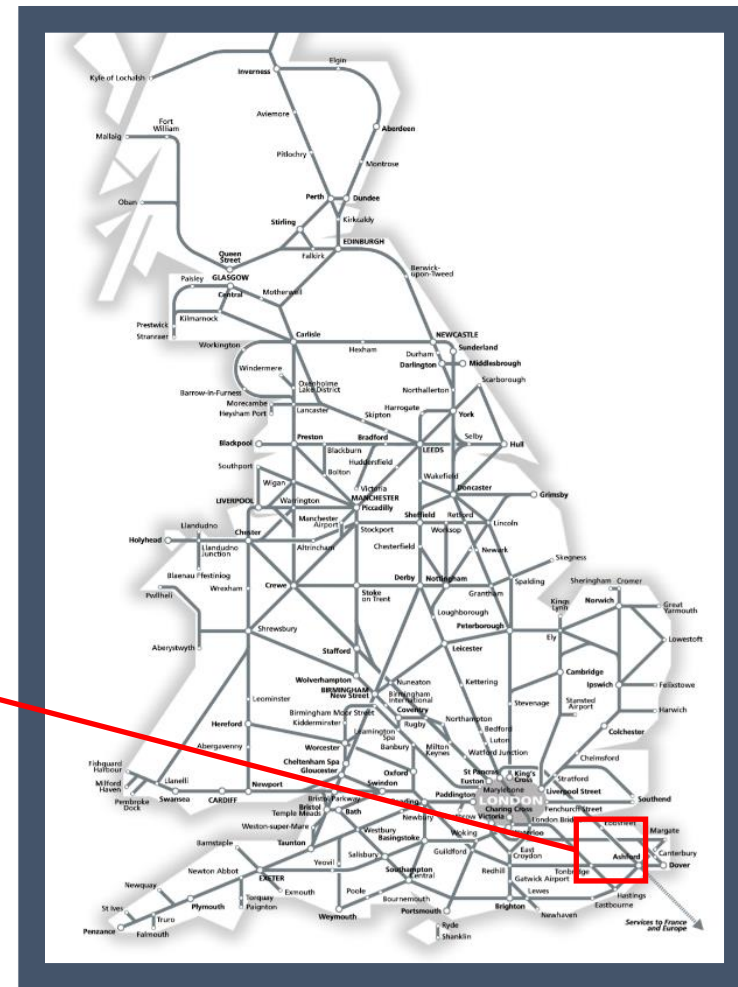 Elgin
Kyle of Lochalsh
Inverness
Aviemore
Fort
William
Mallaig
Aberdeen
Pitlochry
Montrose
Perth
Dundee
Oban
Stirling
Kirkcaldy
EDINBURGH
Queen
Street
Falkirk
Berwick-
upon-Tweed
Paisley
GLASGOW
Central
Motherwell
Kilmarnock
Prestwick
Stranraer
Carlisle
NEWCASTLE
Workington
Hexham
Sunderland
Durham
Darlington
Middlesbrough
Windermere
Oxenholme
Lake District
Northallerton
Scarborough
Barrow-in-Furness
Morecambe
Heysham Port
Lancaster
Harrogate
York
Skipton
Blackpool
Preston
Bradford
Selby
Hull
Blackburn
LEEDS
Southport
Huddersfield
Bolton
Wakefield
Wigan
Victoria
Doncaster
Grimsby
LIVERPOOL
Warrington
MANCHESTER
Piccadilly
Manchester
Airport
Sheffield
Retford
Lincoln
Llandudno
Stockport
Worksop
Holyhead
Chester
Llandudno
Junction
Altrincham
Chesterfield
Newark
Skegness
Blaenau Ffestiniog
Crewe
Derby
Nottingham
Spalding
Sheringham
Cromer
Pwllheli
Wrexham
Stoke
on Trent
Grantham
Kings
Lynn
Norwich
Great
Yarmouth
Loughborough
Peterborough
Shrewsbury
Ely
Lowestoft
Aberystwyth
Stafford
Leicester
Wolverhampton
Cambridge
BIRMINGHAM
New Street
Nuneaton
Kettering
Ipswich
Felixstowe
Leominster
Birmingham
International
Stansted
Airport
Coventry
Stevenage
Harwich
Birmingham Moor Street
Kidderminster
Rugby
Northampton
Hereford
Leamington
Spa
Bedford
Colchester
Worcester
Banbury
Milton
Keynes
Luton
Abergavenny
Watford Junction
Chelmsford
Cheltenham Spa
Gloucester
Fishguard
Harbour
Oxford
St Pancras
King's
Cross
Stratford
Milford
Haven
Llanelli
Swindon
Euston
Marylebone
Liverpool Street
Pembroke
Dock
Swansea
CARDIFF
Newport
Bristol Parkway
Reading
Paddington
LONDON
Southend
Bristol
Temple Meads
Bath
Fenchurch Street
Charing Cross
Newbury
Victoria
London Bridge
Ebbsfleet
Weston-super-Mare
Waterloo
Margate
Westbury
Basingstoke
Woking
Barnstaple
Taunton
Guildford
East
Croydon
Canterbury
Salisbury
Ashford
Yeovil
Redhill
Tonbridge
Dover
Newton Abbot
Southampton
Central
Gatwick Airport
EXETER
Newquay
Exmouth
Poole
Lewes
Hastings
Torquay
Paignton
Bournemouth
Eastbourne
St Ives
Plymouth
Weymouth
Portsmouth
Brighton
Newhaven
Truro
Ryde
Services to France
and Europe
Penzance
Falmouth
Shanklin